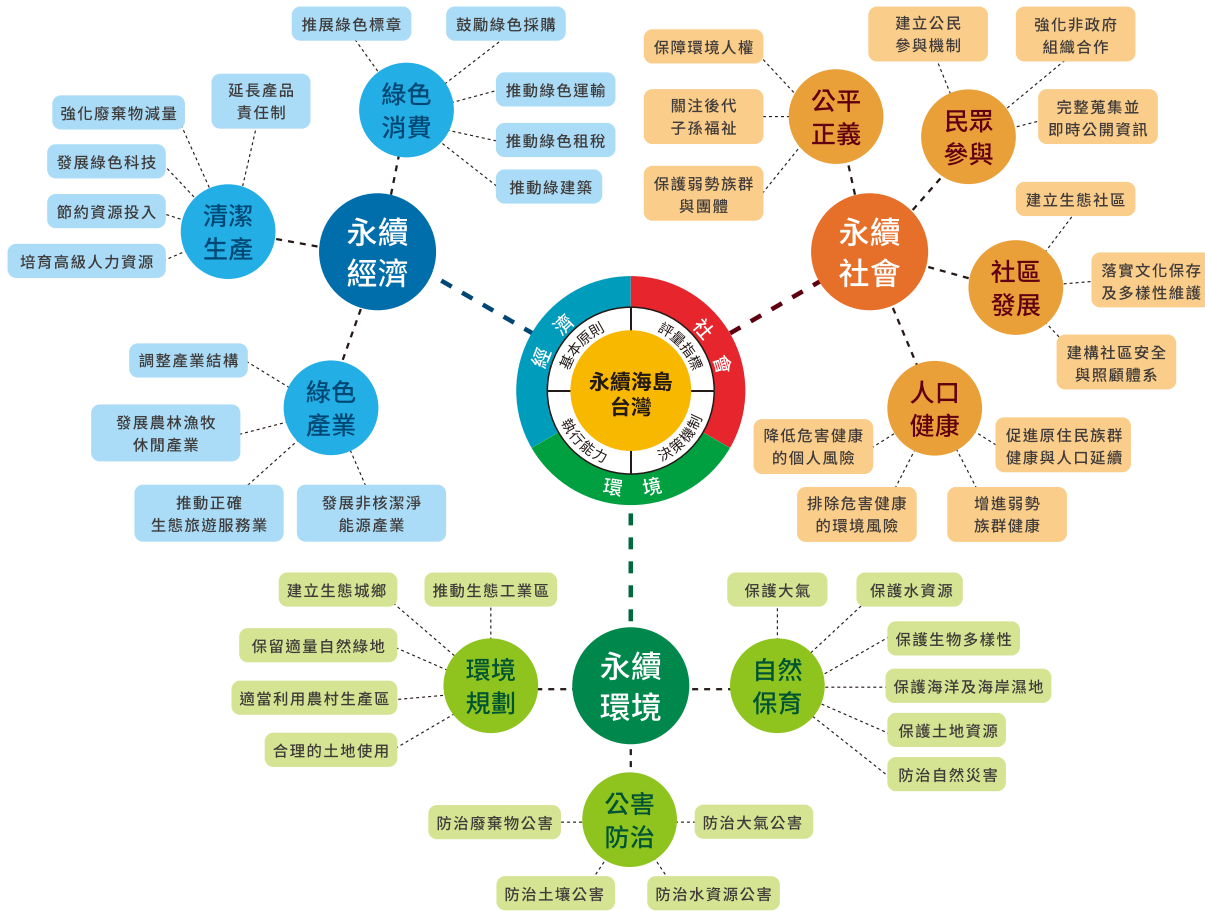 永續海島
台灣
基本原則
評量指標
執行能力
決策機制
經濟
社會
環境
永續
經濟
綠色
消費
推展綠色標章
鼓勵綠色採購
推動綠色運輸
推動綠色租稅
推動綠建築
清潔
生產
延長產品
責任制
強化廢棄物減量
發展綠色科技
節約資源投入
培育高級人力資源
綠色
產業
調整產業結構
發展農林漁牧
休閒產業
推動正確
生態旅遊服務業
發展非核潔淨
能源產業
永續
社會
公平
正義
保障環境人權
關注後代
子孫福祉
保護弱勢族群
與團體
民眾
參與
建立公民
參與機制
強化非政府
組織合作
完整蒐集並
即時公開資訊
社區
發展
建立生態社區
落實文化保存
及多樣性維護
建構社區安全
與照顧體系
人口
健康
降低危害健康
的個人風險
排除危害健康
的環境風險
增進弱勢
族群健康
促進原住民族群
健康與人口延續
永續
環境
環境
規劃
推動生態工業區
建立生態城鄉
保留適量自然綠地
適當利用農村生產區
合理的土地使用
自然
保育
保護大氣
保護水資源
保護生物多樣性
保護海洋及海岸濕地
保護土地資源
防治自然災害
公害
防治
防治廢棄物公害
防治大氣公害
防治土壤公害
防治水資源公害